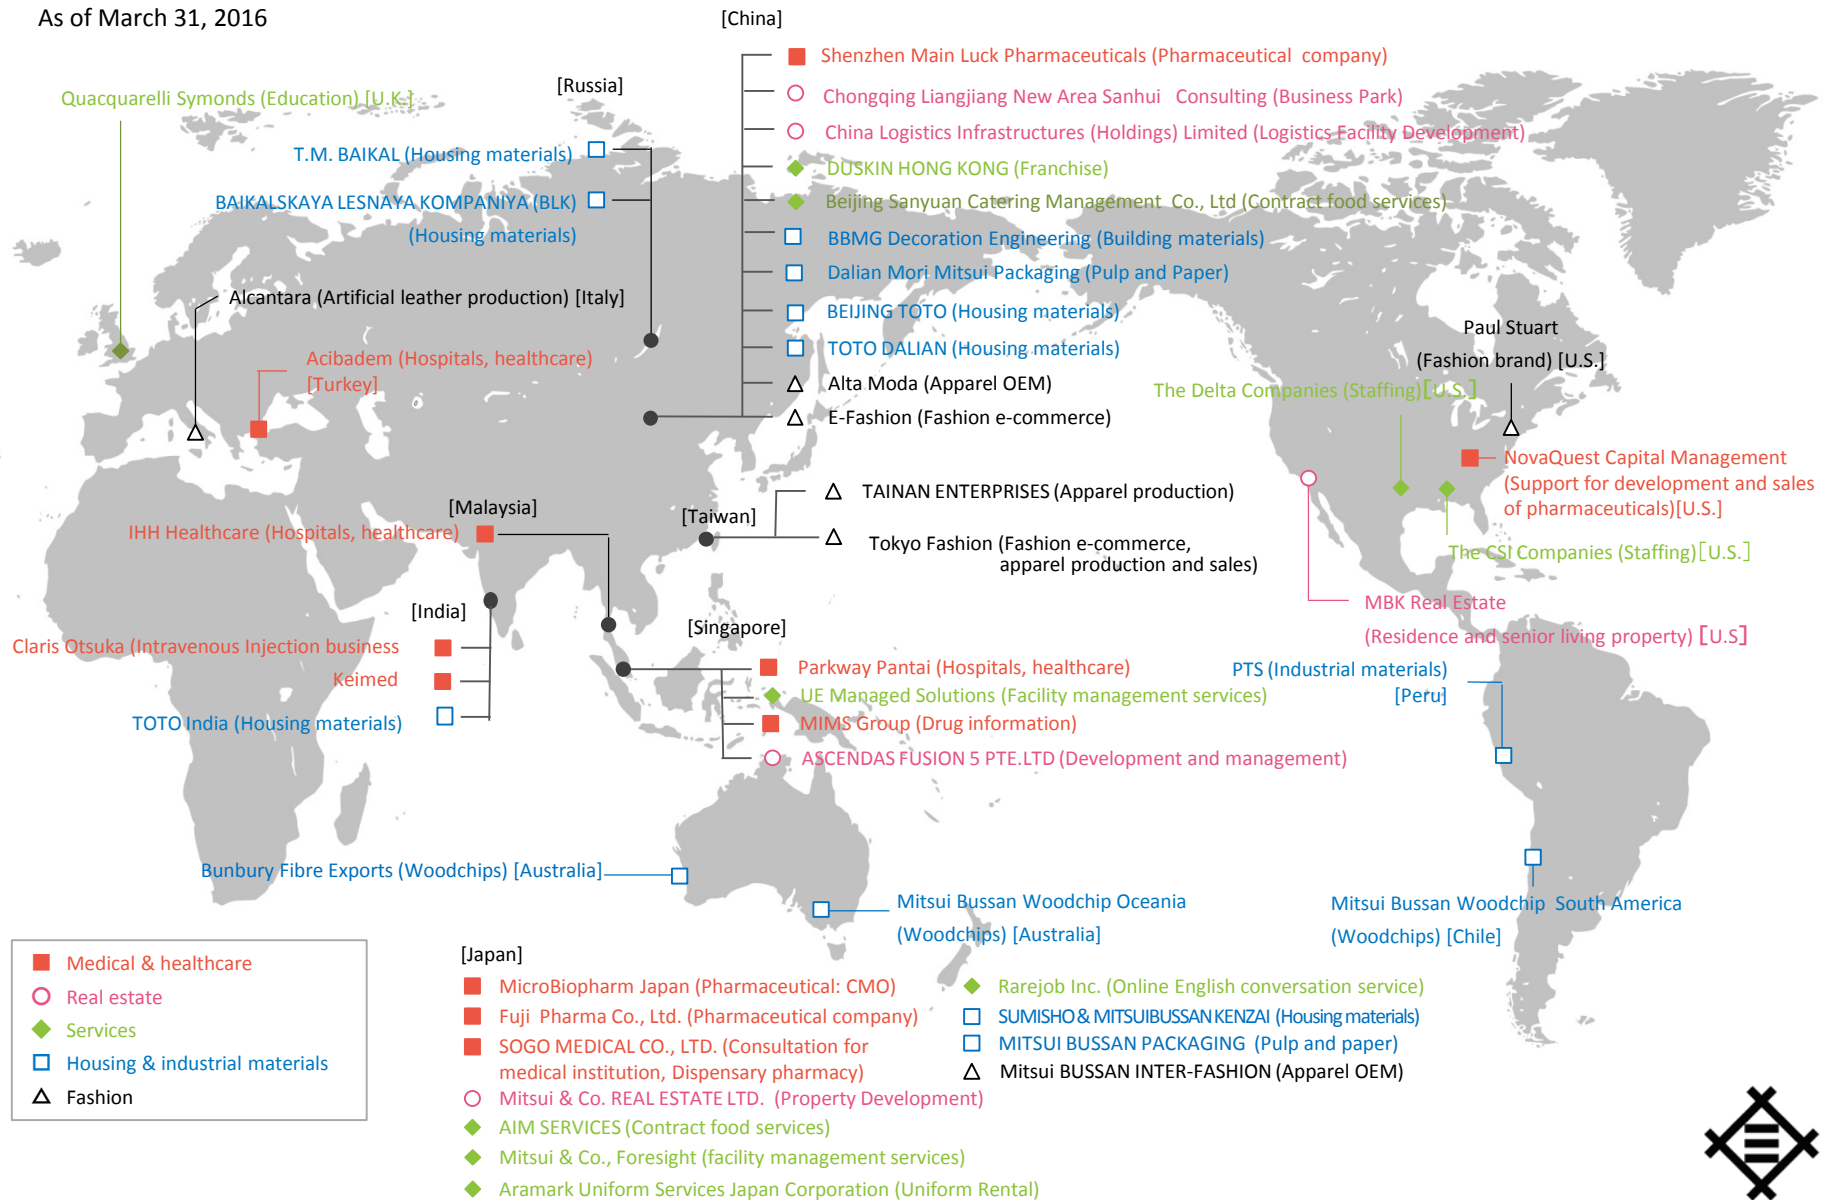 As of March 31, 2016
[China]
Shenzhen Main Luck Pharmaceuticals (Pharmaceutical company)
Chongqing Liangjiang New Area Sanhui Consulting (Business Park)
China Logistics Infrastructures (Holdings) Limited (Logistics Facility Development)
DUSKIN HONG KONG (Franchise)
Beijing Sanyuan Catering Management Co., Ltd (Contract food services)
BBMG Decoration Engineering (Building materials)
Dalian Mori Mitsui Packaging (Pulp and Paper)
BEIJING TOTO (Housing materials)
TOTO DALIAN (Housing materials)
Alta Moda (Apparel OEM)
E-Fashion (Fashion e-commerce)
[Russia]
T.M. BAIKAL (Housing materials)
BAIKALSKAYA LESNAYA KOMPANIYA (BLK)
(Housing materials)
Quacquarelli Symonds (Education) [U.K.]
Alcantara (Artificial leather production) [Italy]
Acibadem (Hospitals, healthcare)
[Turkey]
Paul Stuart
(Fashion brand) [U.S.]
The Delta Companies (Staffing)[U.S.]
NovaQuest Capital Management
(Support for development and sales
of pharmaceuticals)[U.S.]
The CSI Companies (Staffing)[U.S.]
MBK Real Estate
(Residence and senior living property) [U.S]
[Taiwan]
TAINAN ENTERPRISES (Apparel production)
Tokyo Fashion (Fashion e-commerce,
apparel production and sales)
[Malaysia]
IHH Healthcare (Hospitals, healthcare)
[India]
Claris Otsuka (Intravenous Injection business
Keimed
TOTO India (Housing materials)
[Singapore]
Parkway Pantai (Hospitals, healthcare)
UE Managed Solutions (Facility management services)
MIMS Group (Drug information)
ASCENDAS FUSION 5 PTE.LTD (Development and management)
PTS (Industrial materials)
[Peru]
Bunbury Fibre Exports (Woodchips) [Australia]
Mitsui Bussan Woodchip Oceania
(Woodchips) [Australia]
Mitsui Bussan Woodchip South America
(Woodchips) [Chile]
Medical & healthcare
Real estate
Services
Housing & industrial materials
Fashion
[Japan]
MicroBiopharm Japan (Pharmaceutical: CMO)
Fuji Pharma Co., Ltd. (Pharmaceutical company)
SOGO MEDICAL CO., LTD. (Consultation for
medical institution, Dispensary pharmacy)
Mitsui & Co. REAL ESTATE LTD. (Property Development)
AIM SERVICES (Contract food services)
Mitsui & Co., Foresight (facility management services)
Aramark Uniform Services Japan Corporation (Uniform Rental)
Rarejob Inc. (Online English conversation service)
SUMISHO & MITSUIBUSSAN KENZAI (Housing materials)
MITSUI BUSSAN PACKAGING (Pulp and paper)
Mitsui BUSSAN INTER-FASHION (Apparel OEM)